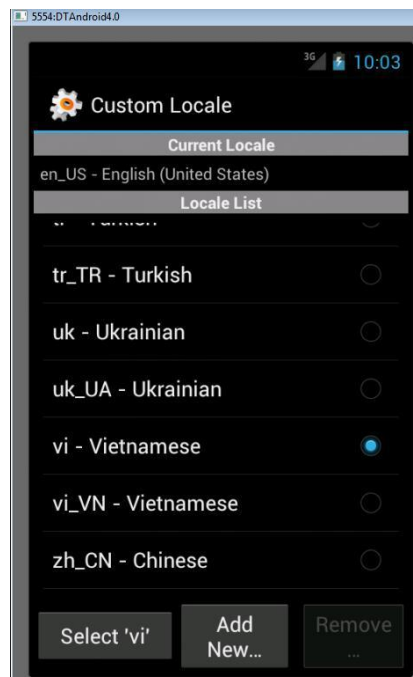 5554:DTAndroid4.0
3G 10:03
Custom Locale
Current Locale
en_US - English (United States)
Locale List
tr_TR - Turkish
uk - Ukrainian
uk_UA - Ukrainian
vi - Vietnamese
vi_VN - Vietnamese
zh_CN - Chinese
Select 'vi'
Add
New...
Remove
...